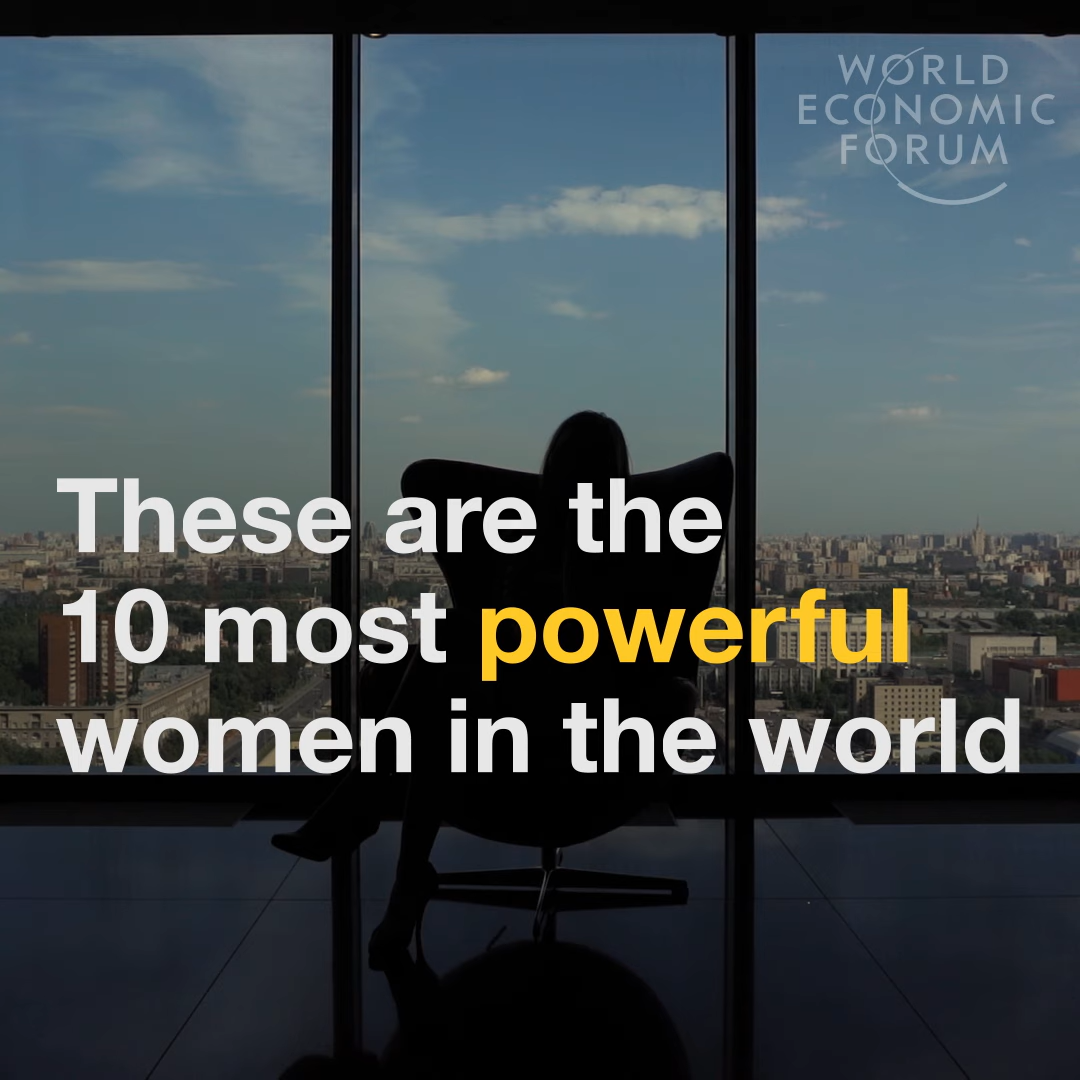 WORLD
ECONOMIC
FORUM
These are the
10 most powerful
women in the world